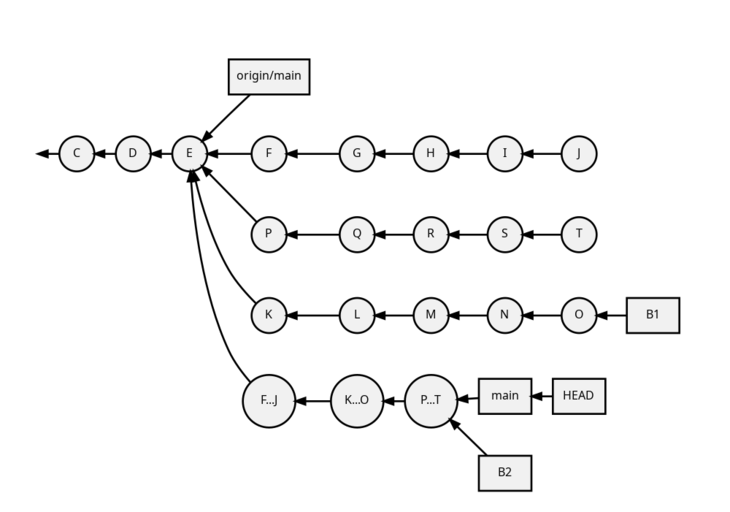 origin/main
C D E F G H I J
P Q R S T
K L M N O B1
F...J K...O P...T main HEAD
B2